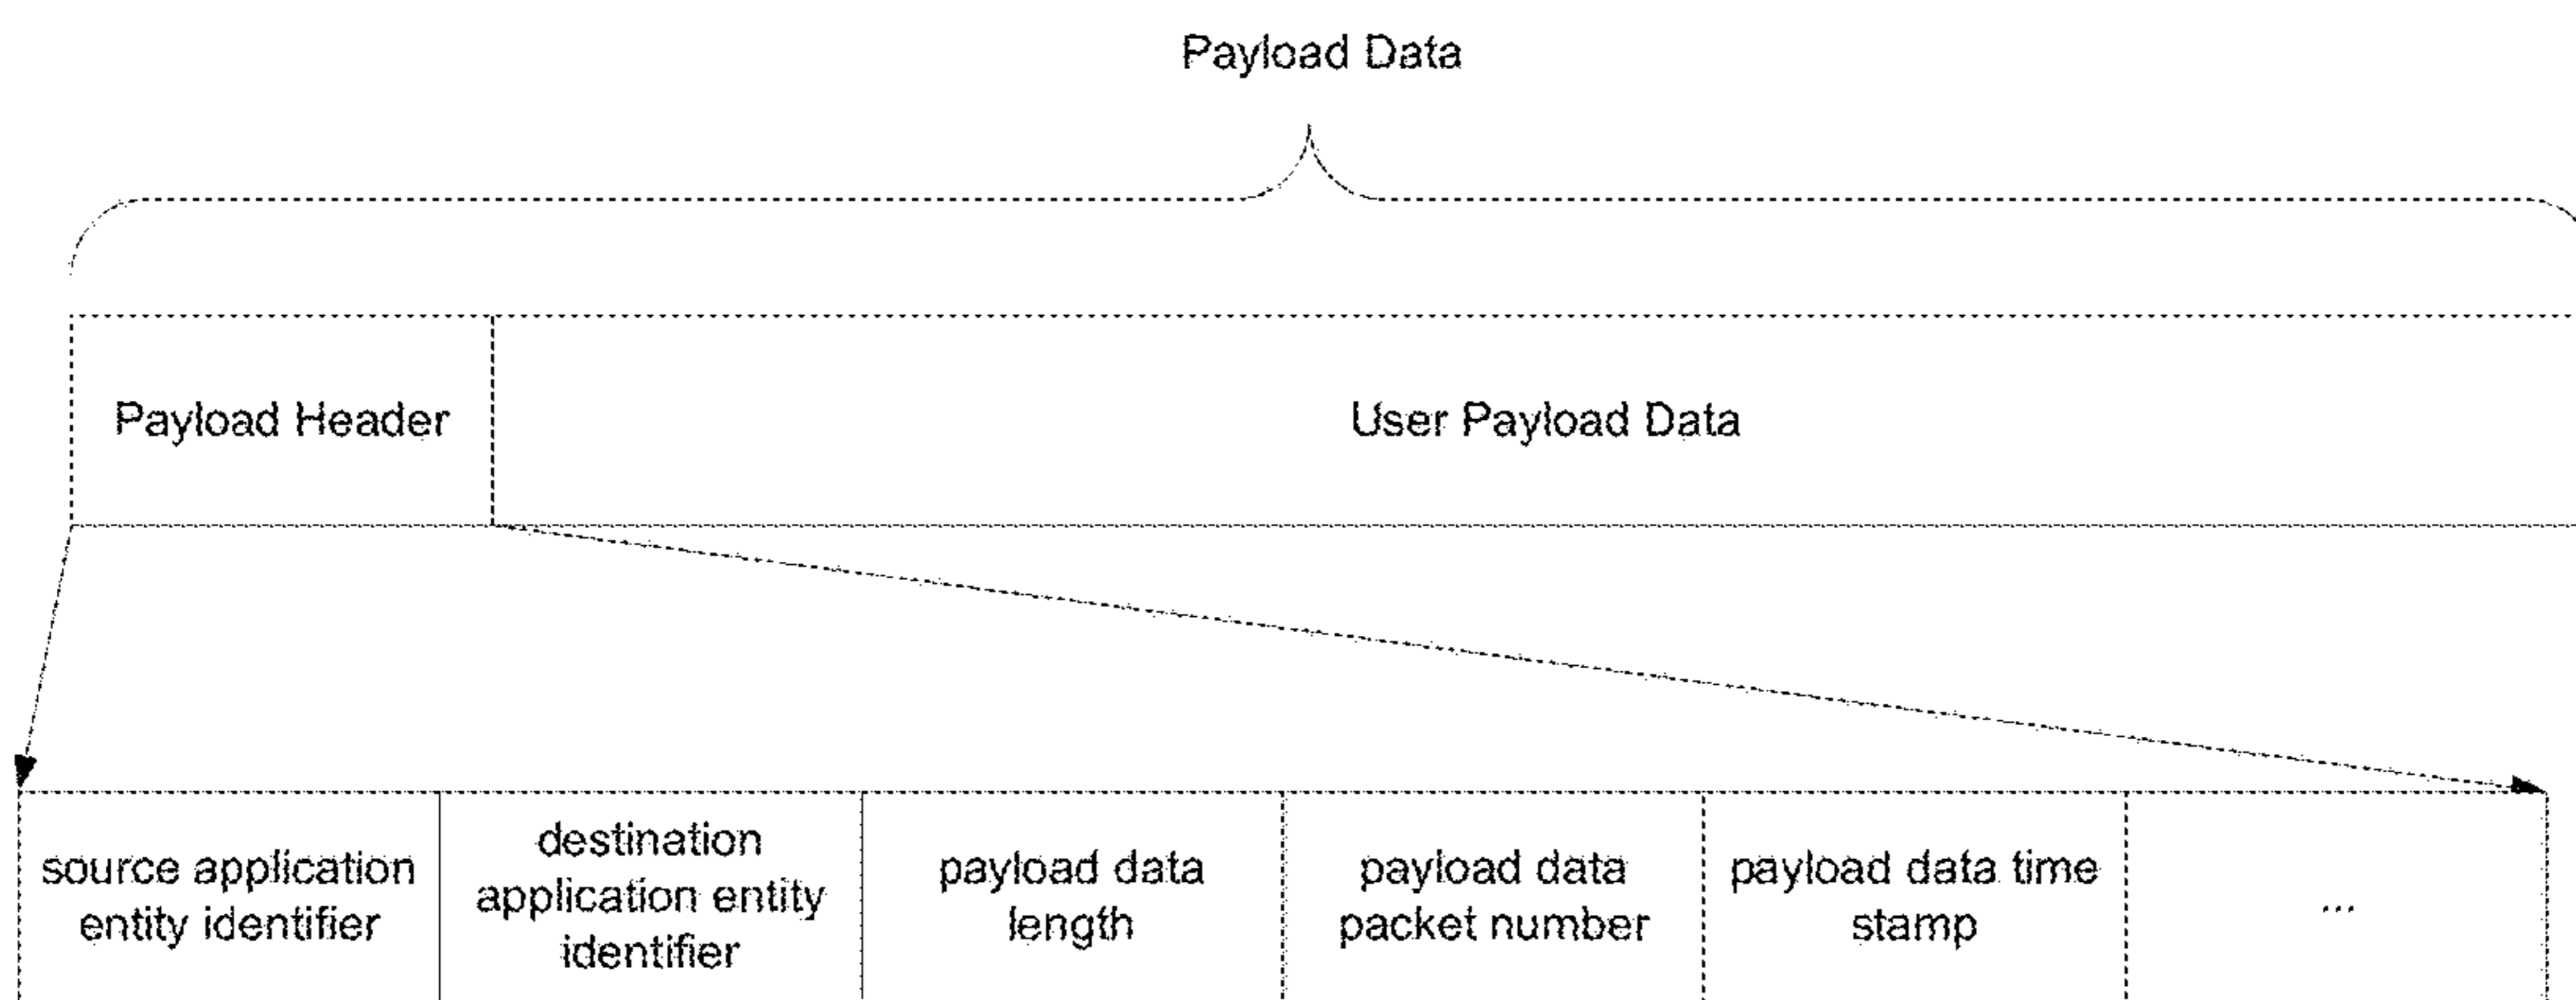 Payload Data
Payload Header
User Payload Data
source application
entity identifier
destination
application entity
identifier
payload data
length
payload data
packet number
payload data time
stamp
...